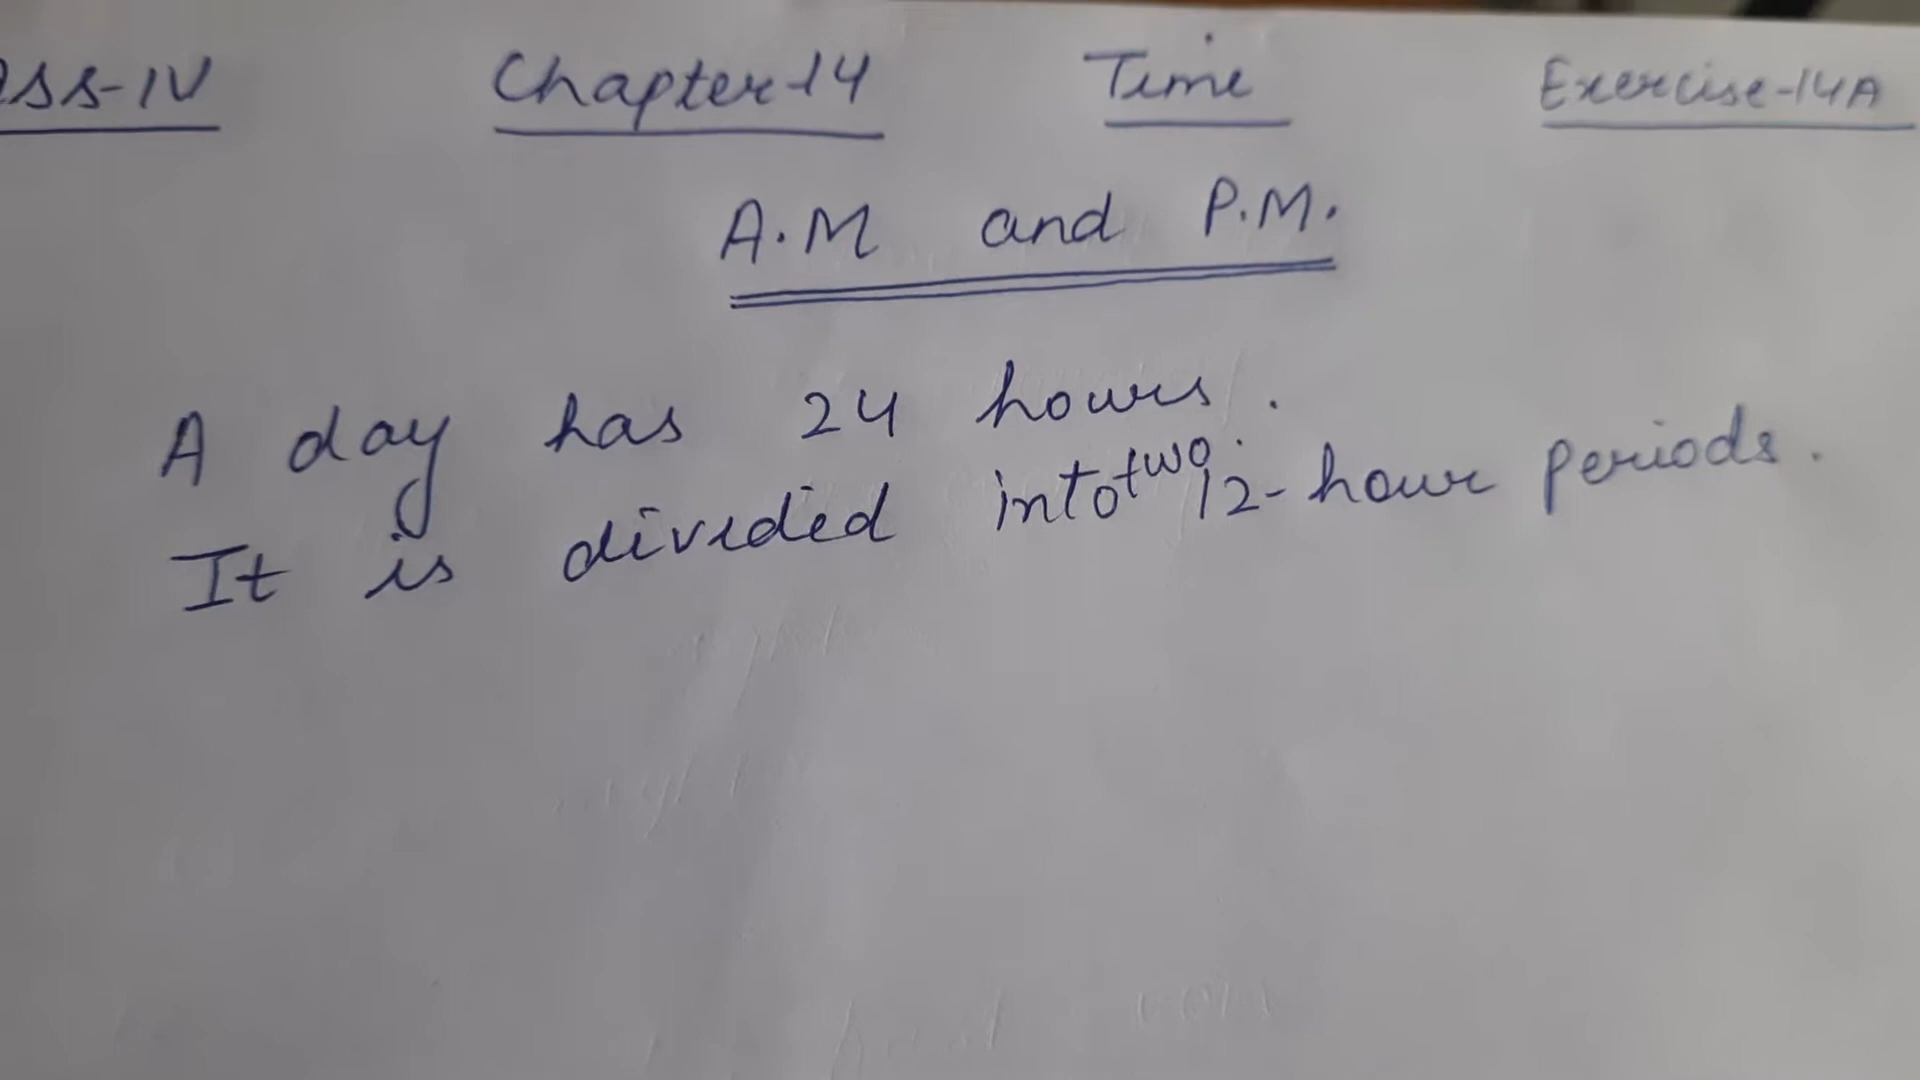 ass-IV Chapter-14 Time Exercise-14A
A.M and P.M.
A day has 24 hours.
It is divided into two 12-hour periods.